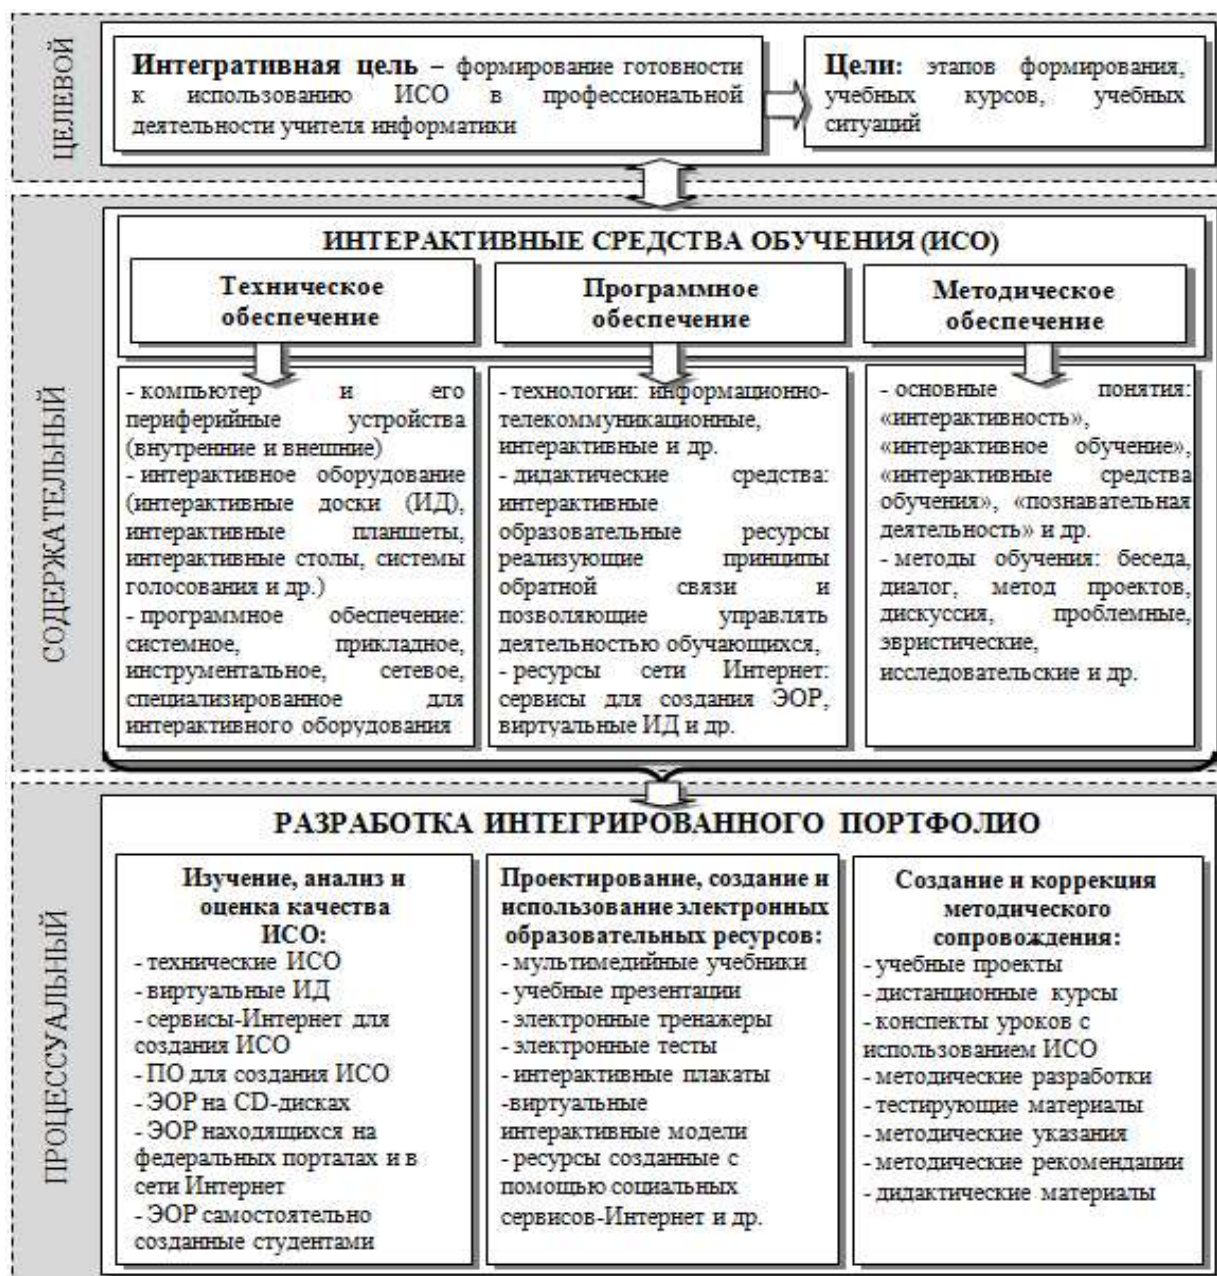 ЦЕЛЕВОЙ
Интегративная цель – формирование готовности
к использованию ИСО в профессиональной
деятельности учителя информатики
Цели: этапов формирования,
учебных курсов, учебных
ситуаций
СОДЕРЖАТЕЛЬНЫЙ
ИНТЕРАКТИВНЫЕ СРЕДСТВА ОБУЧЕНИЯ (ИСО)
Техническое
обеспечение
Программное
обеспечение
Методическое
обеспечение
- компьютер и его
периферийные устройства
(внутренние и внешние)
- интерактивное оборудование
(интерактивные доски (ИД),
интерактивные планшеты,
интерактивные столы, системы
голосования и др.)
- программное обеспечение:
системное, прикладное,
инструментальное, сетевое,
специализированное для
интерактивного оборудования
- технологии: информационно-
телекоммуникационные,
интерактивные и др.
- дидактические средства:
интерактивные
образовательные ресурсы
реализующие принципы
обратной связи и
позволяющие управлять
деятельностью обучающихся,
- ресурсы сети Интернет:
сервисы для создания ЭОР,
виртуальные ИД и др.
- основные понятия:
«интерактивность»,
«интерактивное обучение»,
«интерактивные средства
обучения», «познавательная
деятельность» и др.
- методы обучения: беседа,
диалог, метод проектов,
дискуссия, проблемные,
эвристические,
исследовательские и др.
ПРОЦЕССУАЛЬНЫЙ
РАЗРАБОТКА ИНТЕГРИРОВАННОГО ПОРТФОЛИО
Изучение, анализ и
оценка качества
ИСО:
- технические ИСО
- виртуальные ИД
- сервисы-Интернет для
создания ИСО
- ПО для создания ИСО
- ЭОР на CD-дисках
- ЭОР находящихся на
федеральных порталах и в
сети Интернет
- ЭОР самостоятельно
созданные студентами
Проектирование, создание и
использование электронных
образовательных ресурсов:
- мультимедийные учебники
- учебные презентации
- электронные тренажеры
- электронные тесты
- интерактивные плакаты
-виртуальные
интерактивные модели
- ресурсы созданные с
помощью социальных
сервисов-Интернет и др.
Создание и коррекция
методического
сопровождения:
- учебные проекты
- дистанционные курсы
- конспекты уроков с
использованием ИСО
- методические разработки
- тестирующие материалы
- методические указания
- методические рекомендации
- дидактические материалы